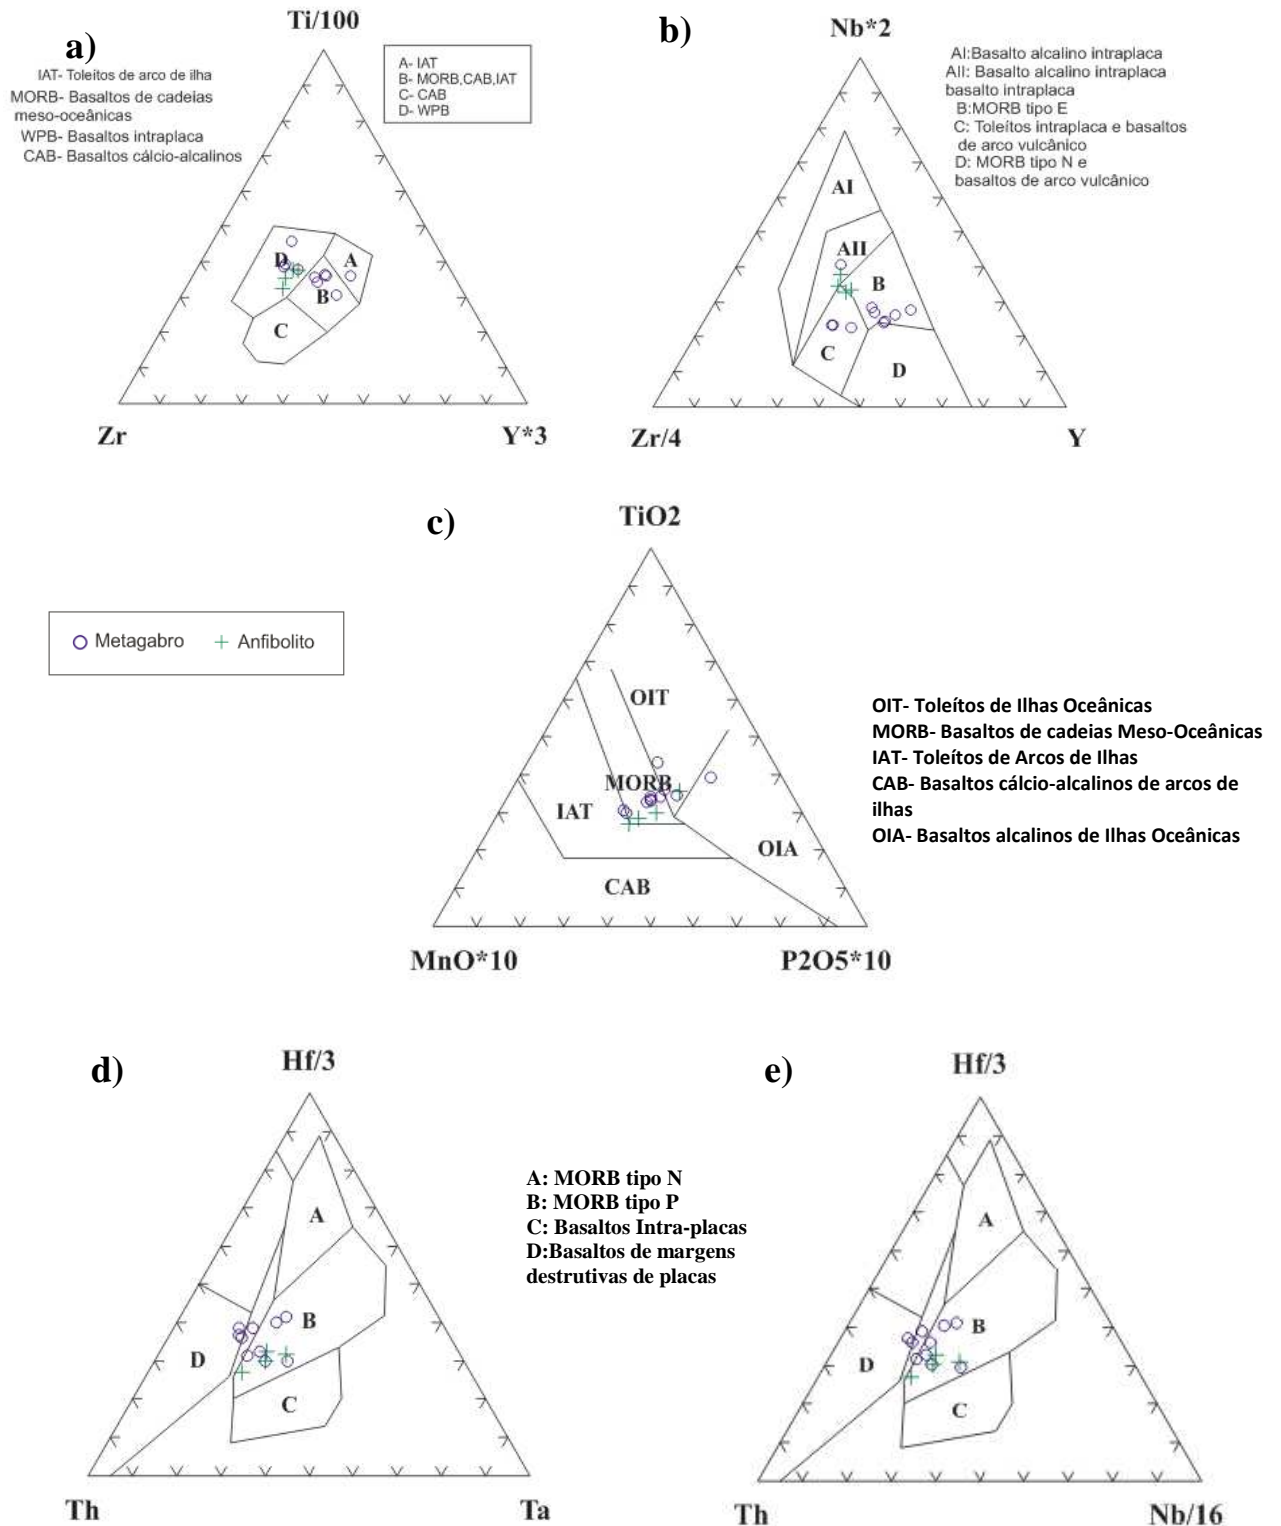 a)
Ti/100
IAT- Toleitos de arco de ilha
MORB- Basaltos de cadeias
meso-oceânicas
WPB- Basaltos intraplaca
CAB- Basaltos cálcio-alcalinos
A- IAT
B- MORB,CAB,IAT
C- CAB
D- WPB
D
A
B
C
Zr
Y*3
b)
Nb*2
AI:Basalto alcalino intraplaca
AII: Basalto alcalino intraplaca
basalto intraplaca
B:MORB tipo E
C: Toleítos intraplaca e basaltos
de arco vulcânico
D: MORB tipo N e
basaltos de arco vulcânico
AI
AII
B
C
D
Zr/4
Y
c)
TiO2
Metagabro
Anfibolito
OIT
MORB
IAT
OIA
CAB
MnO*10
P2O5*10
OIT- Toleítos de Ilhas Oceânicas
MORB- Basaltos de cadeias Meso-Oceânicas
IAT- Toleítos de Arcos de Ilhas
CAB- Basaltos cálcio-alcalinos de arcos de
ilhas
OIA- Basaltos alcalinos de Ilhas Oceânicas
d)
Hf/3
A
B
D
C
Th
Ta
A: MORB tipo N
B: MORB tipo P
C: Basaltos Intra-placas
D:Basaltos de margens
destrutivas de placas
e)
Hf/3
A
B
D
C
Th
Nb/16